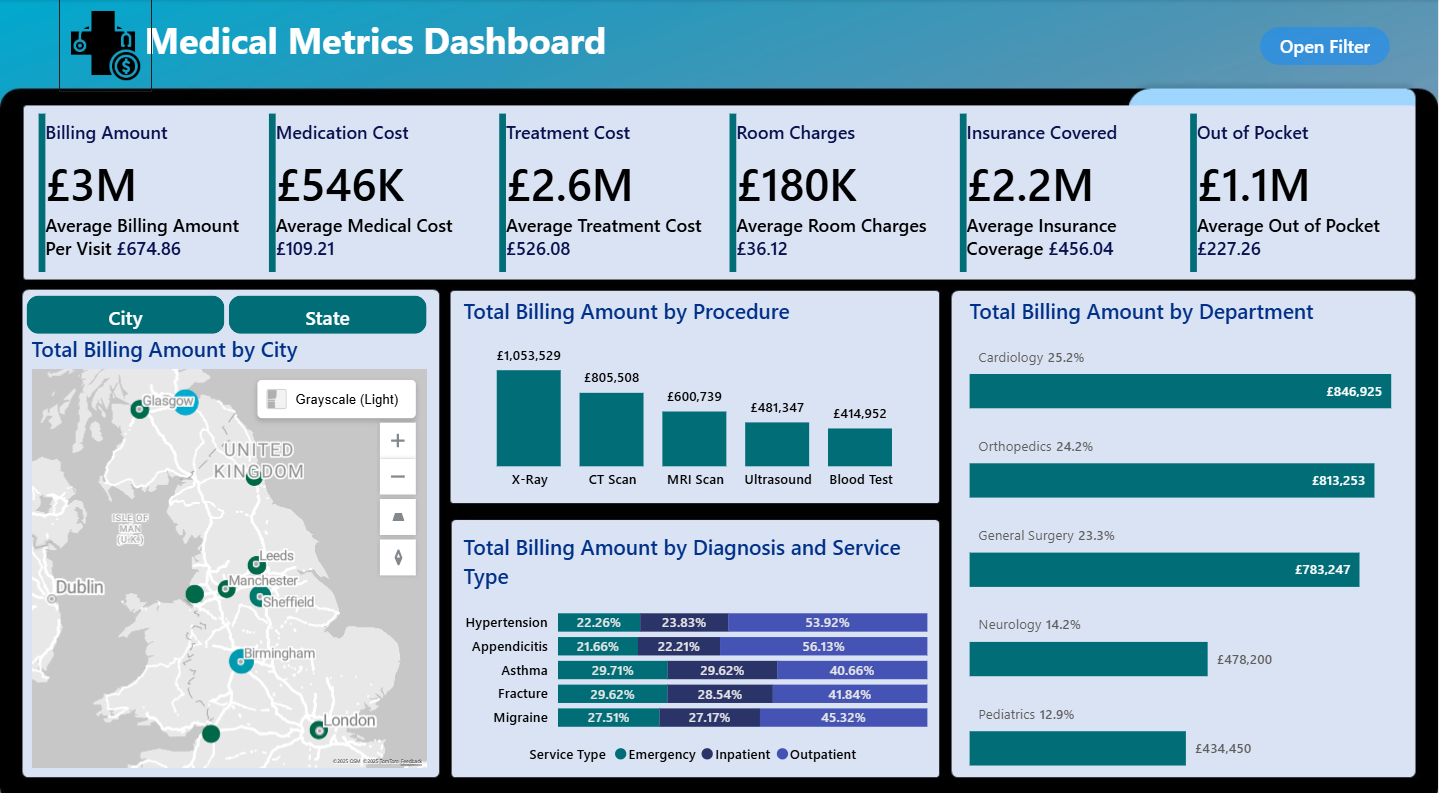 Medical Metrics Dashboard
Open Filter
Billing Amount
£3M
Average Billing Amount
Per Visit £674.86
Medication Cost
£546K
Average Medical Cost
£109.21
Treatment Cost
£2.6M
Average Treatment Cost
£526.08
Room Charges
£180K
Average Room Charges
£36.12
Insurance Covered
£2.2M
Average Insurance
Coverage £456.04
Out of Pocket
£1.1M
Average Out of Pocket
£227.26
City
State
Total Billing Amount by City
Grayscale (Light)
Glasgow
UNITED
KINGDOM
ISLE OF
MAN
(U.K.)
Leeds
Manchester
Dublin
Sheffield
Birmingham
London
©2025 OSM ©2025 TomTom Feedback
Total Billing Amount by Procedure
£1,053,529
£805,508
£600,739
£481,347
£414,952
X-Ray
CT Scan
MRI Scan
Ultrasound
Blood Test
Total Billing Amount by Diagnosis and Service
Type
Hypertension 22.26% 23.83% 53.92%
Appendicitis 21.66% 22.21% 56.13%
Asthma 29.71% 29.62% 40.66%
Fracture 29.62% 28.54% 41.84%
Migraine 27.51% 27.17% 45.32%
Service Type Emergency Inpatient Outpatient
Total Billing Amount by Department
Cardiology 25.2%
£846,925
Orthopedics 24.2%
£813,253
General Surgery 23.3%
£783,247
Neurology 14.2%
£478,200
Pediatrics 12.9%
£434,450